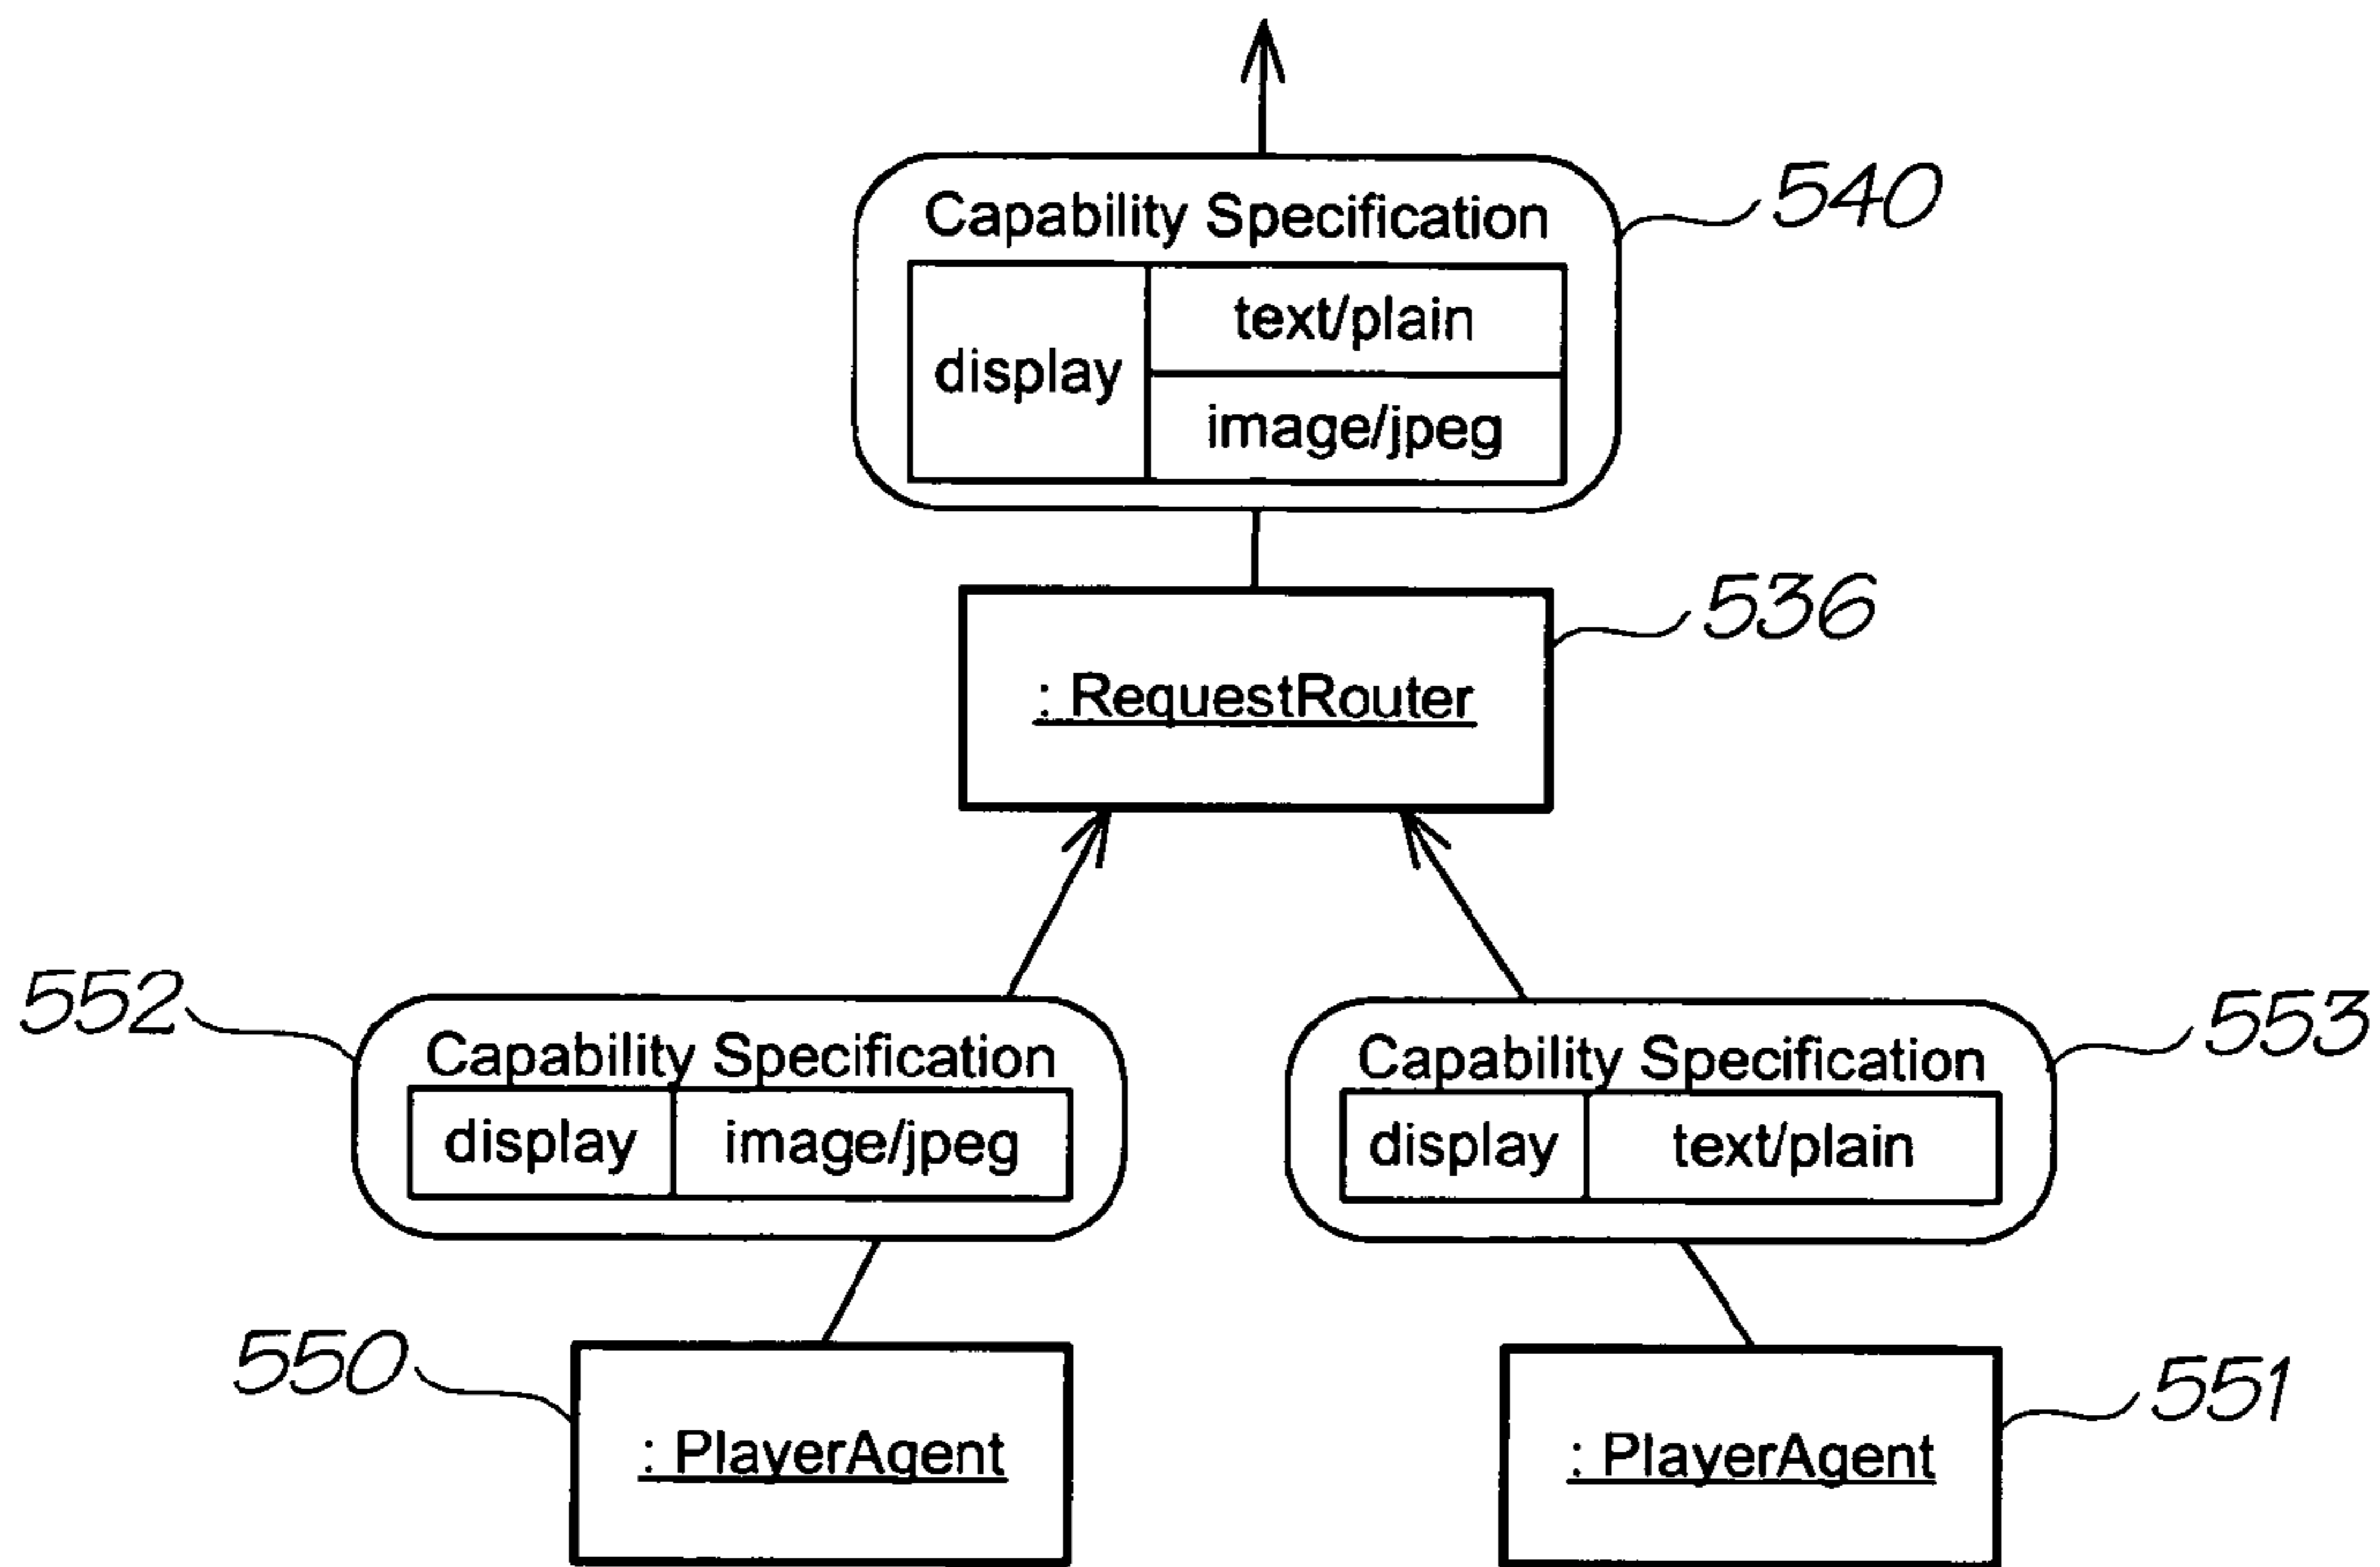 Capability Specification
540
display
text/plain
image/jpeg
536
: RequestRouter
552
Capability Specification
display image/jpeg
553
Capability Specification
display text/plain
550
: PlayerAgent
551
: PlayerAgent